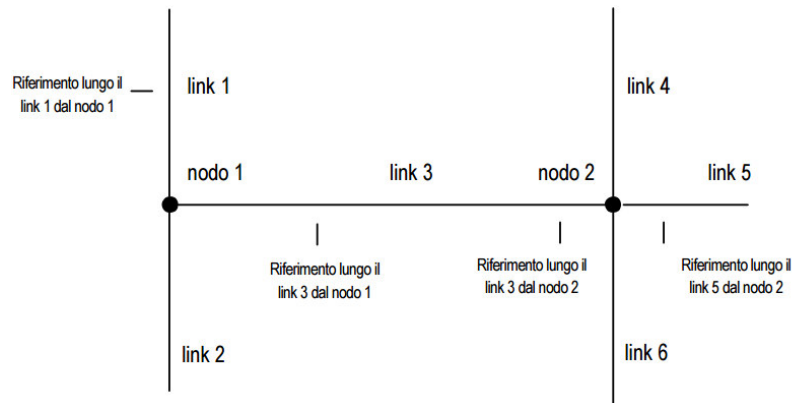 Riferimento lungo il
link 1 dal nodo 1
link 1
link 4
nodo 1
link 3
nodo 2
link 5
Riferimento lungo il
link 3 dal nodo 1
Riferimento lungo il
link 3 dal nodo 2
Riferimento lungo il
link 5 dal nodo 2
link 2
link 6